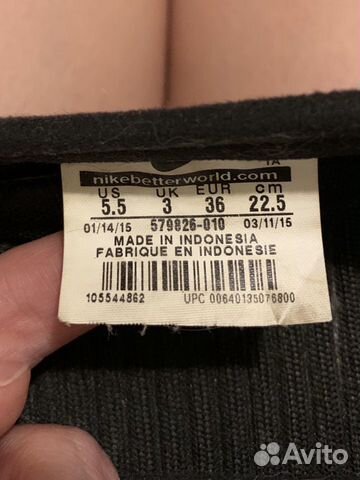 1A
nikebetterworld.com
US UK EUR cm
5.5 3 36 22.5
01/14/15 579826-010 03/11/15
MADE IN INDONESIA
FABRIQUE EN INDONESIE
105544862 UPC 00640135076800
Avito